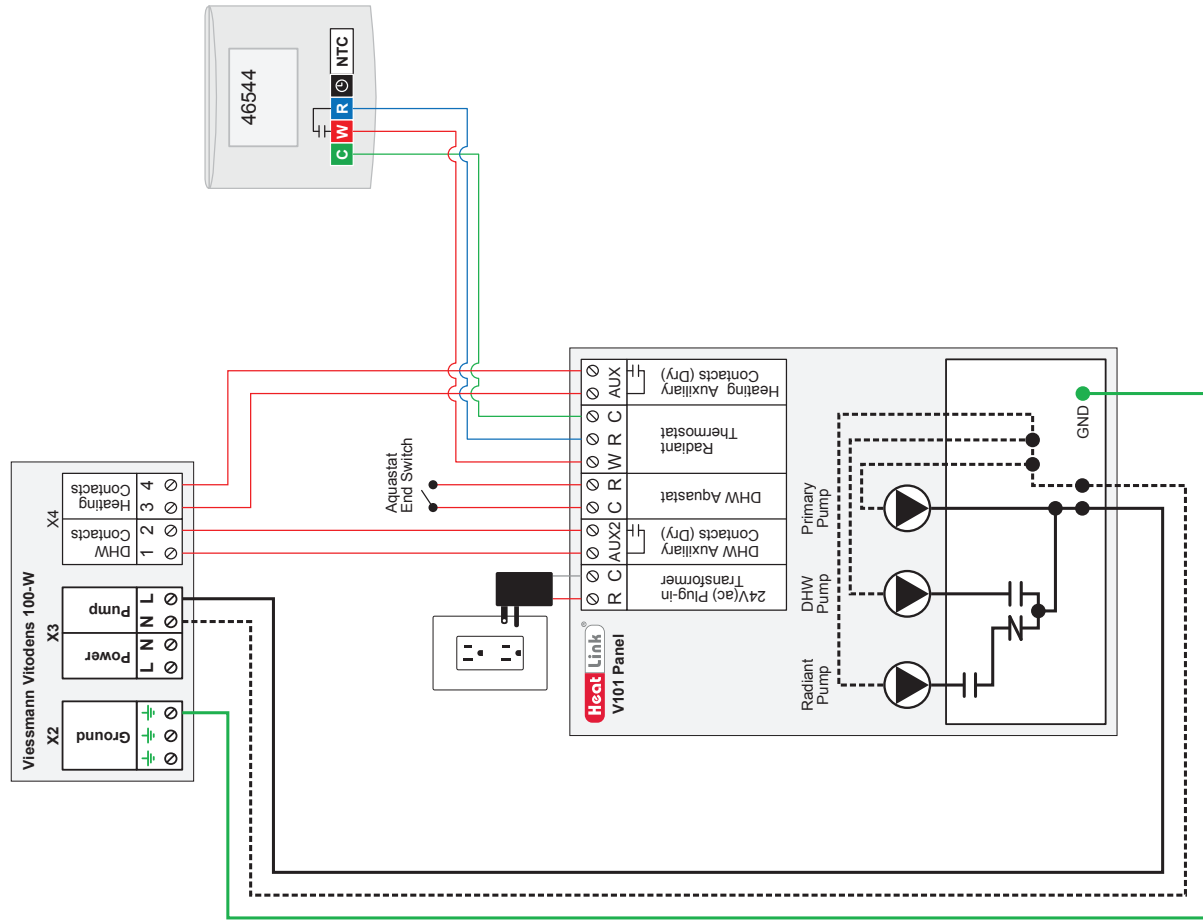 46544
C
W
R
NTC
Viessmann Vitodens 100-W
X2
X3
X4
Ground
Power
Pump
DHW
Contacts
Heating
Contacts
L
N
N
L
1
2
3
4
Aquastat
End Switch
R
C
AUX2
C
R
W
R
C
AUX
24V(ac) Plug-in
Transformer
DHW Auxiliary
Contacts (Dry)
DHW Aquastat
Radiant
Thermostat
Heating Auxiliary
Contacts (Dry)
Heat Link®
V101 Panel
Radiant
Pump
DHW
Pump
Primary
Pump
GND